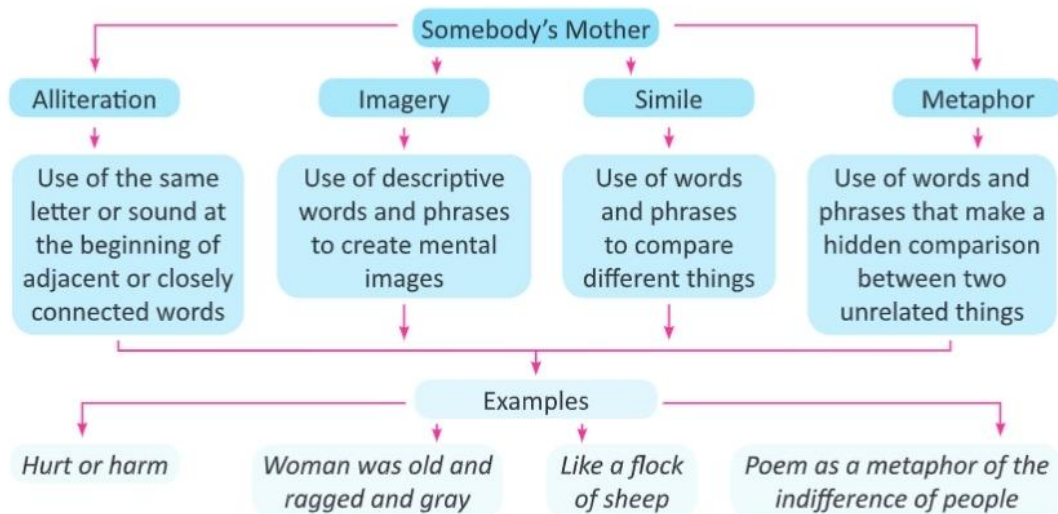 Somebody's Mother
Alliteration
Imagery
Simile
Metaphor
Use of the same
letter or sound at
the beginning of
adjacent or closely
connected words
Use of descriptive
words and phrases
to create mental
images
Use of words
and phrases
to compare
different things
Use of words and
phrases that make a
hidden comparison
between two
unrelated things
Examples
Hurt or harm
Woman was old and
ragged and gray
Like a flock
of sheep
Poem as a metaphor of the
indifference of people